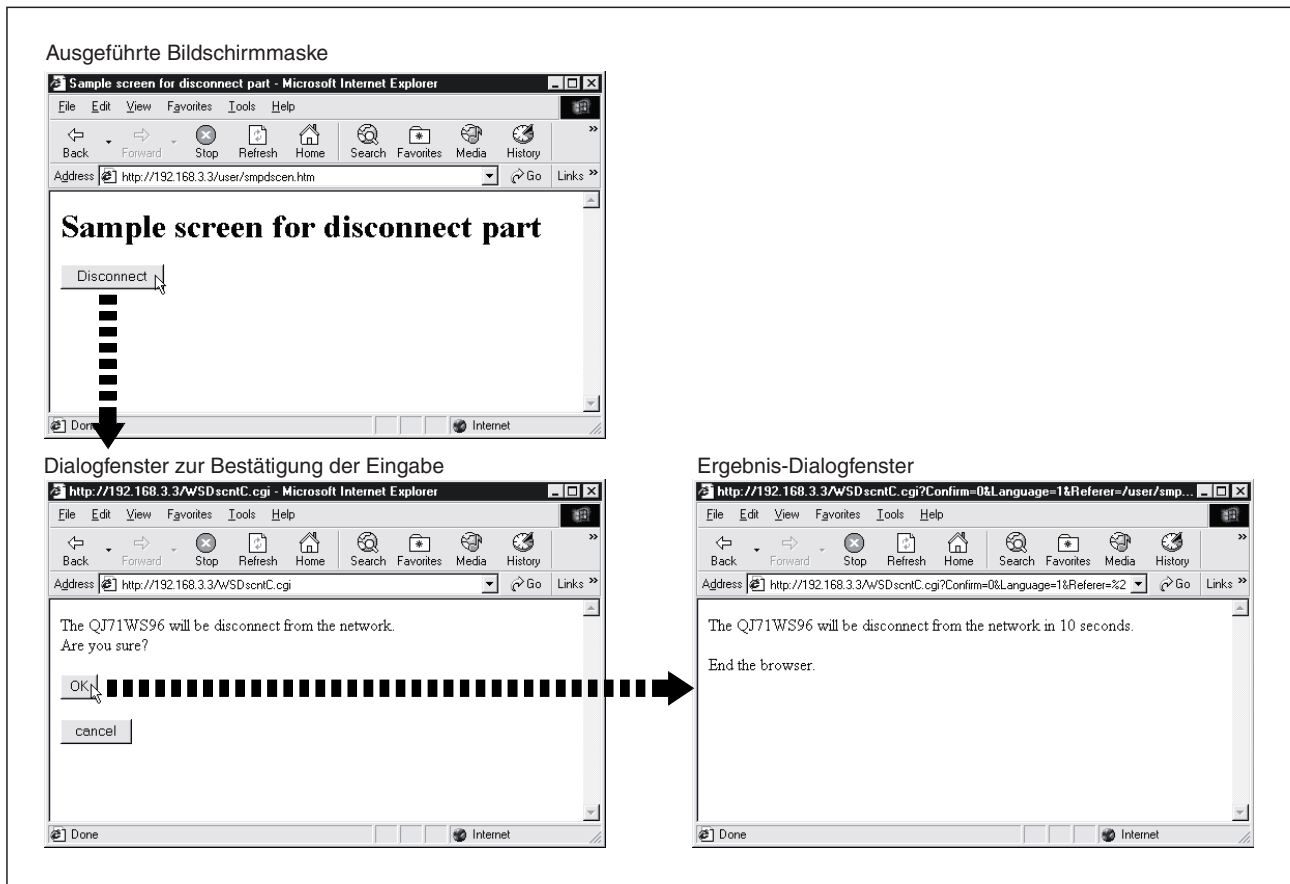 Ausgeführte Bildschirmmaske
Sample screen for disconnect part - Microsoft Internet Explorer
File Edit View Favorites Tools Help
Back Forward Stop Refresh Home Search Favorites Media History »
Address http://192.168.3.3/user/smpdscen.htm Go Links »
Sample screen for disconnect part
Disconnect
Internet
Dialogfenster zur Bestätigung der Eingabe
http://192.168.3.3/WSDscntC.cgi - Microsoft Internet Explorer
File Edit View Favorites Tools Help
Back Forward Stop Refresh Home Search Favorites Media History »
Address http://192.168.3.3/WSDscntC.cgi Go Links »
The QJ71WS96 will be disconnect from the network.
Are you sure?
OK
cancel
Done Internet
Ergebnis-Dialogfenster
http://192.168.3.3/WSDscntC.cgi?Confirm=0&Language=1&Referer=/user/smp...
File Edit View Favorites Tools Help
Back Forward Stop Refresh Home Search Favorites Media History »
Address http://192.168.3.3/WSDscntC.cgi?Confirm=0&Language=1&Referer=%2 Go Links »
The QJ71WS96 will be disconnect from the network in 10 seconds.
End the browser.
Done Internet